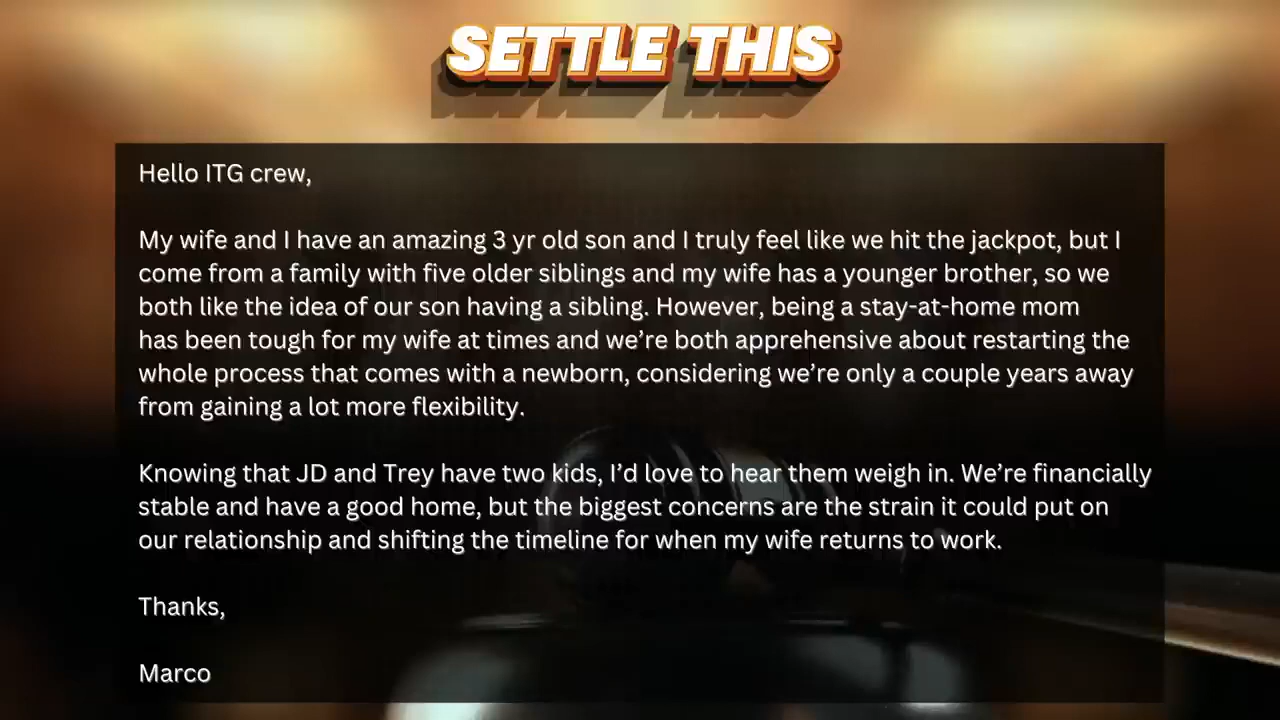 SETTLE THIS
Hello ITG crew,
My wife and I have an amazing 3 yr old son and I truly feel like we hit the jackpot, but I
come from a family with five older siblings and my wife has a younger brother, so we
both like the idea of our son having a sibling. However, being a stay-at-home mom
has been tough for my wife at times and we’re both apprehensive about restarting the
whole process that comes with a newborn, considering we’re only a couple years away
from gaining a lot more flexibility.
Knowing that JD and Trey have two kids, I’d love to hear them weigh in. We’re financially
stable and have a good home, but the biggest concerns are the strain it could put on
our relationship and shifting the timeline for when my wife returns to work.
Thanks,
Marco